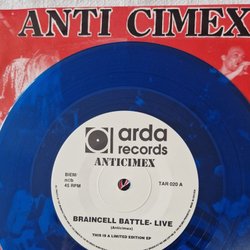 ANTI CIMEX
arda
records
ANTICIMEX
BIEM
n©b
45 RPM
TAR 020 A
BRAINCELL BATTLE- LIVE
(Anticimex)
THIS IS A LIMITED EDITION EP